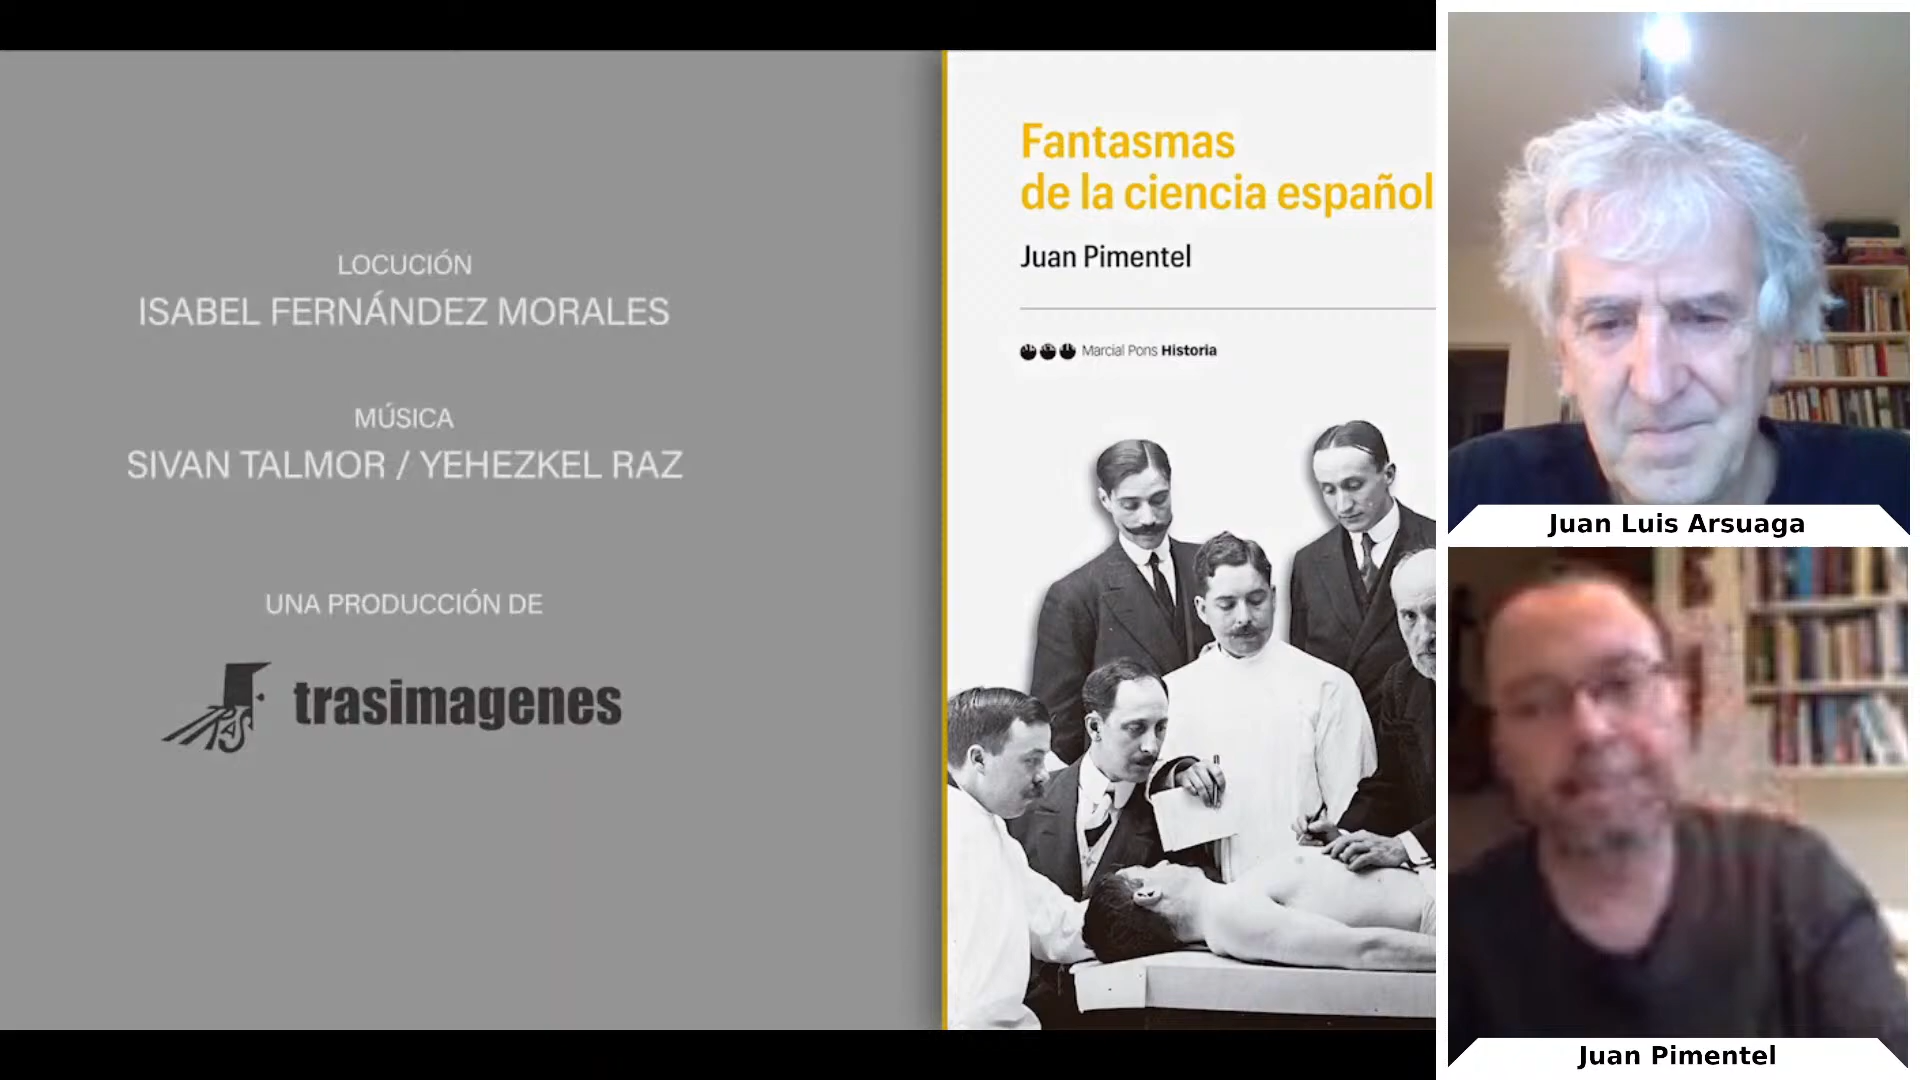 LOCUCIÓN
ISABEL FERNÁNDEZ MORALES
MÚSICA
SIVAN TALMOR / YEHEZKEL RAZ
UNA PRODUCCIÓN DE
TRAS
trasimagenes
Fantasmas
de la ciencia español
Juan Pimentel
Marcial Pons Historia
Juan Luis Arsuaga
Juan Pimentel